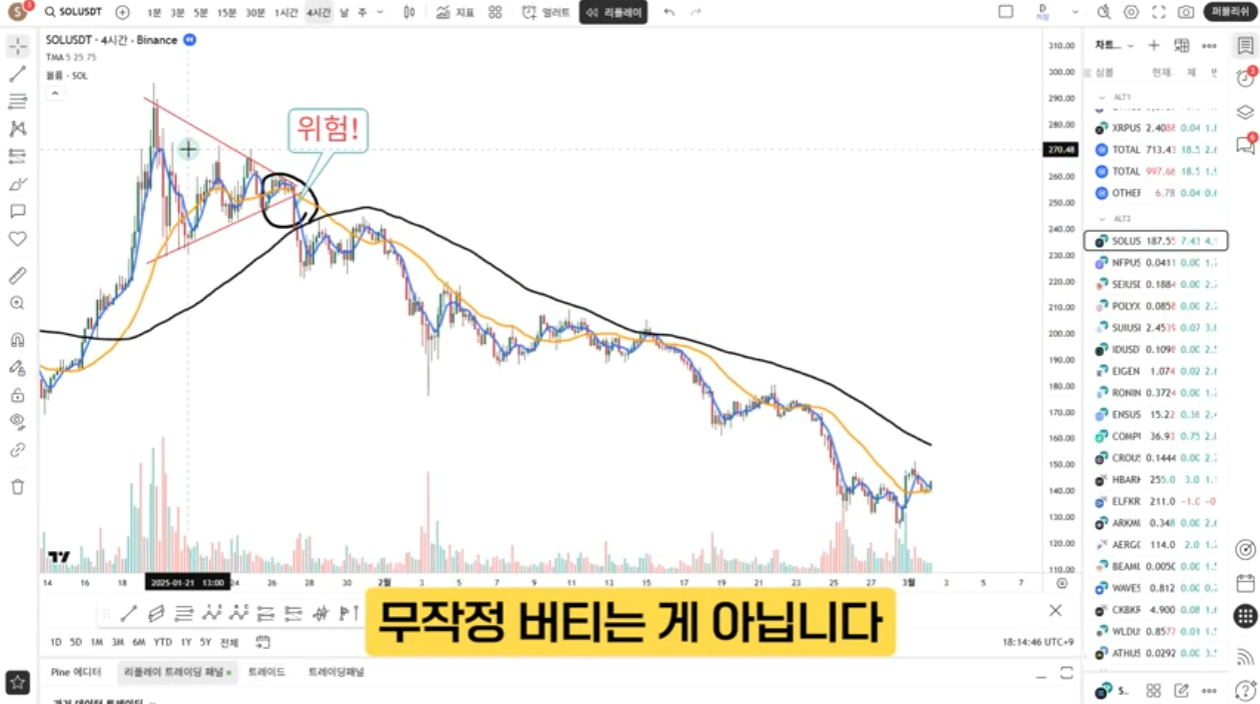 SOLUSDT 1분 3분 5분 15분 30분 1시간 4시간 날 주 지표 얼러트 리플레이 D 저장 퍼블리쉬
SOLUSDT · 4시간 · Binance
TMA 5 25 75
볼륨 · SOL
위험!
310.00
300.00
290.00
280.00
270.48
260.00
250.00
240.00
230.00
220.00
210.00
200.00
190.00
180.00
170.00
160.00
150.00
140.00
130.00
120.00
110.00
차트...
심볼 현재 체 변
ALT1
XRPUS 2.4088 0.04 1.8
TOTAL 713.43 18.5 2.6
TOTAL 997.66 18.5 1.9
OTHEF 6.78 0.04 0.6
ALT2
SOLUS 187.55 7.43 4.1
NFPUS 0.0411 0.00 1.7
SEIUSI 0.1884 0.00 2.7
POLYX 0.0858 0.00 2.7
SUIUSI 2.4539 0.07 3.0
IDUSD 0.1098 0.00 2.5
EIGEN 1.074 0.02 2.6
RONIN 0.3724 0.00 1.7
ENSUS 15.22 0.36 2.4
COMPI 36.93 0.75 2.0
CROU 0.1444 0.00 2.7
HBARK 255.0 3.0 1.1
ELFKR 211.0 -1.0 -0
ARKM 0.348 0.00 2.6
AERG 114.0 2.0 1.7
BEAM 0.0050 0.00
WAVES 0.812 0.00 0.7
CKBKR 4.900 0.08 1.6
WLDU 0.8577 0.01 1.5
ATHUS 0.0292 0.00 3.5
14 16 18 2025-01-21 13:00 24 26 28 30 2월 3 5 7 9 11 13 15 17 19 21 23 25 27 3월 3 5 7
무작정 버티는 게 아닙니다
1D 5D 1M 3M 6M YTD 1Y 5Y 전체
18:14:46 UTC+9
Pine 에디터 리플레이 트레이딩 패널 트레이드 트레이딩패널
S..